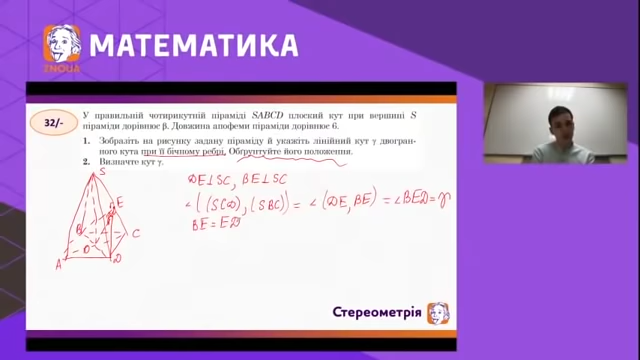 МАТЕМАТИКА
ZNOUA
32/-
У правильній чотирикутній піраміді SABCD плоский кут при вершині S
піраміди дорівнює β. Довжина апофеми піраміди дорівнює 6.
1. Зобразіть на рисунку задану піраміду й укажіть лінійний кут γ двогран-
ного кута при її бічному ребрі. Обґрунтуйте його положення.
2. Визначте кут γ.
DE⊥SC, BE⊥SC
∠((SCD), (SBC)) = ∠(DE, BE) = ∠BED = γ
BE = ED
S
E
B
C
O
A
D
Стереометрія